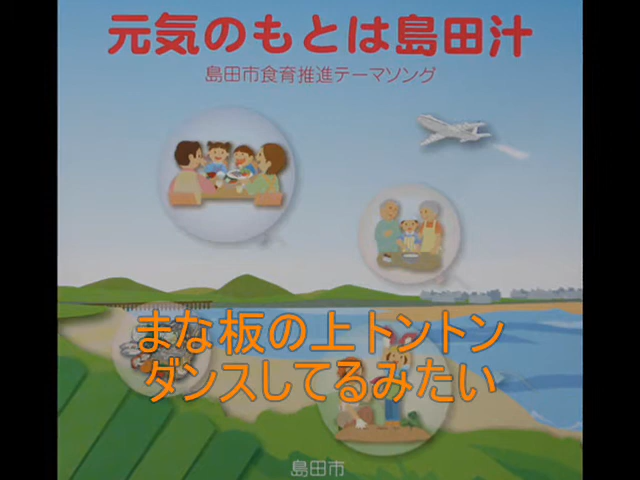 元気のもとは島田汁
島田市食育推進テーマソング
まな板の上トントン
ダンスしてるみたい
島田市